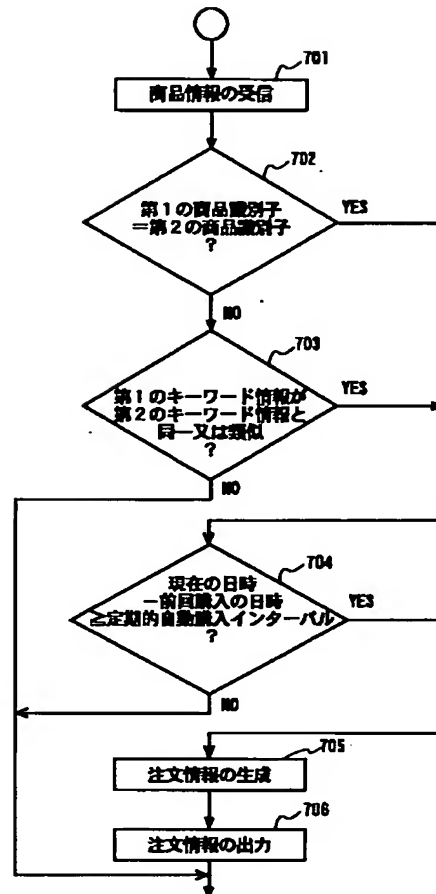 701
商品情報の受信
702
第1の商品識別子
=第2の商品識別子
?
YES
NO
703
第1のキーワード情報が
第2のキーワード情報と
同一又は類似
?
YES
NO
704
現在の日時
-前回購入の日時
≥定期的自動購入インターバル
?
YES
NO
705
注文情報の生成
706
注文情報の出力